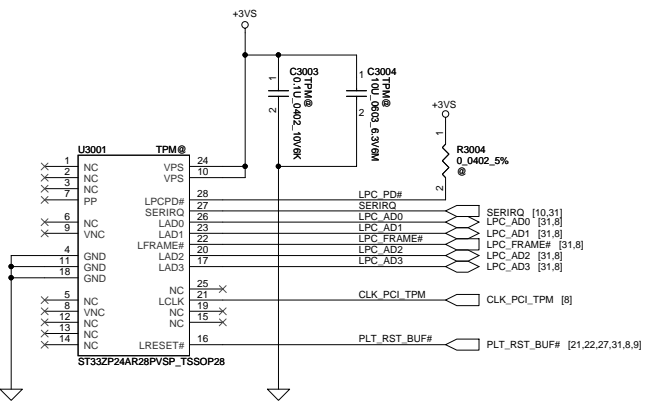 +3VS
C3003
TPM@
0.1U_0402_10V6K
1
2
C3004
TPM@
10U_0603_6.3V6M
1
2
+3VS
R3004
0_0402_5%
@
1
2
U3001 TPM@
1 NC
2 NC
3 NC
7 PP
6 NC
9 VNC
4 GND
11 GND
18 GND
5 NC
8 VNC
12 NC
13 NC
14 NC
VPS 24
VPS 10
LPCPD# 28 LPC_PD#
SERIRQ 27 SERIRQ SERIRQ [10,31]
LAD0 26 LPC_AD0 LPC_AD0 [31,8]
LAD1 23 LPC_AD1 LPC_AD1 [31,8]
LFRAME# 22 LPC_FRAME# LPC_FRAME# [31,8]
LAD2 20 LPC_AD2 LPC_AD2 [31,8]
LAD3 17 LPC_AD3 LPC_AD3 [31,8]
NC 25
LCLK 21 CLK_PCI_TPM CLK_PCI_TPM [8]
NC 19
NC 15
LRESET# 16 PLT_RST_BUF# PLT_RST_BUF# [21,22,27,31,8,9]
ST33ZP24AR28PVSP_TSSOP28